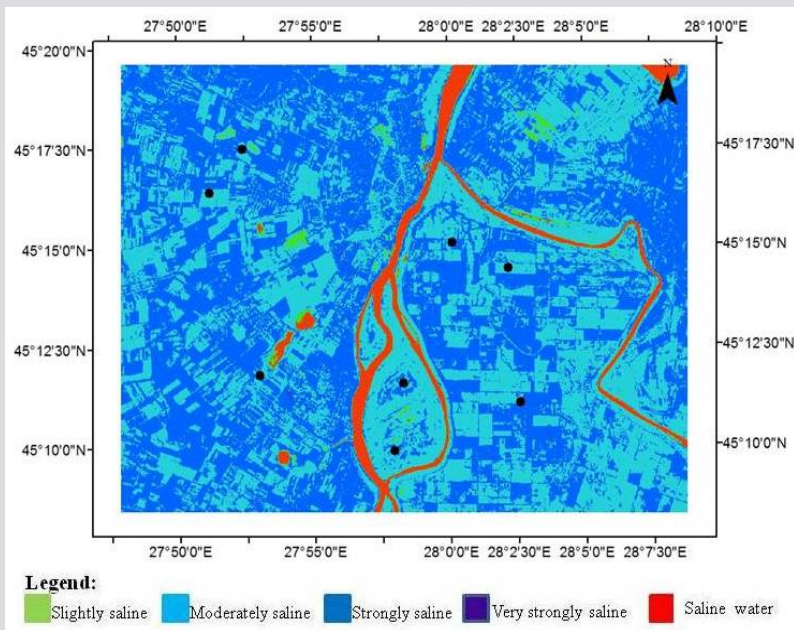 27°50'0"E 27°55'0"E 28°0'0"E 28°2'30"E 28°5'0"E 28°10'0"E
45°20'0"N
N
45°17'30"N 45°17'30"N
45°15'0"N 45°15'0"N
45°12'30"N 45°12'30"N
45°10'0"N 45°10'0"N
27°50'0"E 27°55'0"E 28°0'0"E 28°2'30"E 28°5'0"E 28°7'30"E
Legend:
Slightly saline Moderately saline Strongly saline Very strongly saline Saline water